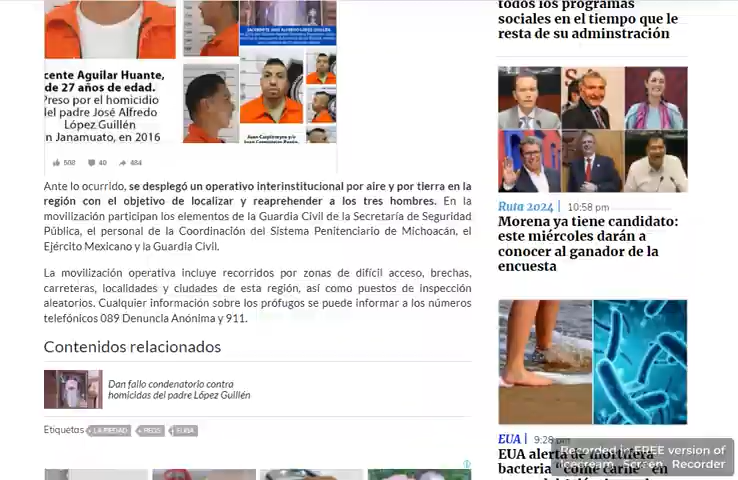 cente Aguilar Huante,
de 27 años de edad.
Preso por el homicidio
del padre José Alfredo
López Guillén
n Janamuato, en 2016
508 40 484
Ante lo ocurrido, se desplegó un operativo interinstitucional por aire y por tierra en la
región con el objetivo de localizar y reaprehender a los tres hombres. En la
movilización participan los elementos de la Guardia Civil de la Secretaría de Seguridad
Pública, el personal de la Coordinación del Sistema Penitenciario de Michoacán, el
Ejército Mexicano y la Guardia Civil.
La movilización operativa incluye recorridos por zonas de difícil acceso, brechas,
carreteras, localidades y ciudades de esta región, así como puestos de inspección
aleatorios. Cualquier información sobre los prófugos se puede informar a los números
telefónicos 089 Denuncia Anónima y 911.
Contenidos relacionados
Dan fallo condenatorio contra
homicidas del padre López Guillén
Etiquetas LA PIEDAD REOS FUGA
todos los programas
sociales en el tiempo que le
resta de su adminstración
Ruta 2024 | 10:58 pm
Morena ya tiene candidato:
este miércoles darán a
conocer al ganador de la
encuesta
EUA | 9:28 pm
EUA alerta de mortífera
bacteria "come carne" en
Recorded in FREE version of
Icecream Screen Recorder